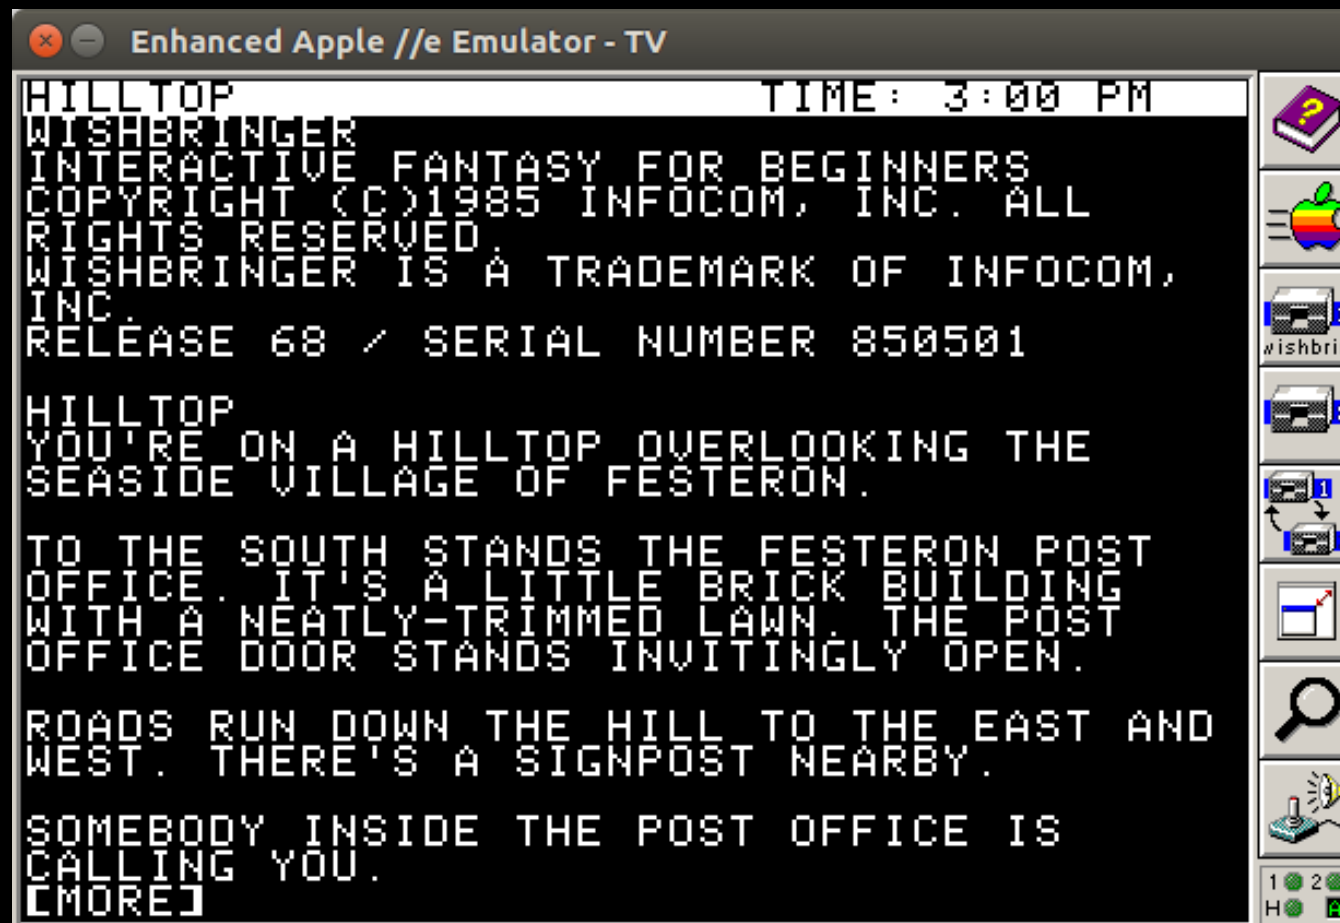 Enhanced Apple //e Emulator - TV
HILLTOP TIME: 3:00 PM
WISHBRINGER
INTERACTIVE FANTASY FOR BEGINNERS
COPYRIGHT (C)1985 INFOCOM, INC. ALL
RIGHTS RESERVED.
WISHBRINGER IS A TRADEMARK OF INFOCOM,
INC.
RELEASE 68 / SERIAL NUMBER 850501
HILLTOP
YOU'RE ON A HILLTOP OVERLOOKING THE
SEASIDE VILLAGE OF FESTERON.
TO THE SOUTH STANDS THE FESTERON POST
OFFICE. IT'S A LITTLE BRICK BUILDING
WITH A NEATLY-TRIMMED LAWN. THE POST
OFFICE DOOR STANDS INVITINGLY OPEN.
ROADS RUN DOWN THE HILL TO THE EAST AND
WEST. THERE'S A SIGNPOST NEARBY.
SOMEBODY INSIDE THE POST OFFICE IS
CALLING YOU.
[MORE]
?
wishbri
1
1 2
H A